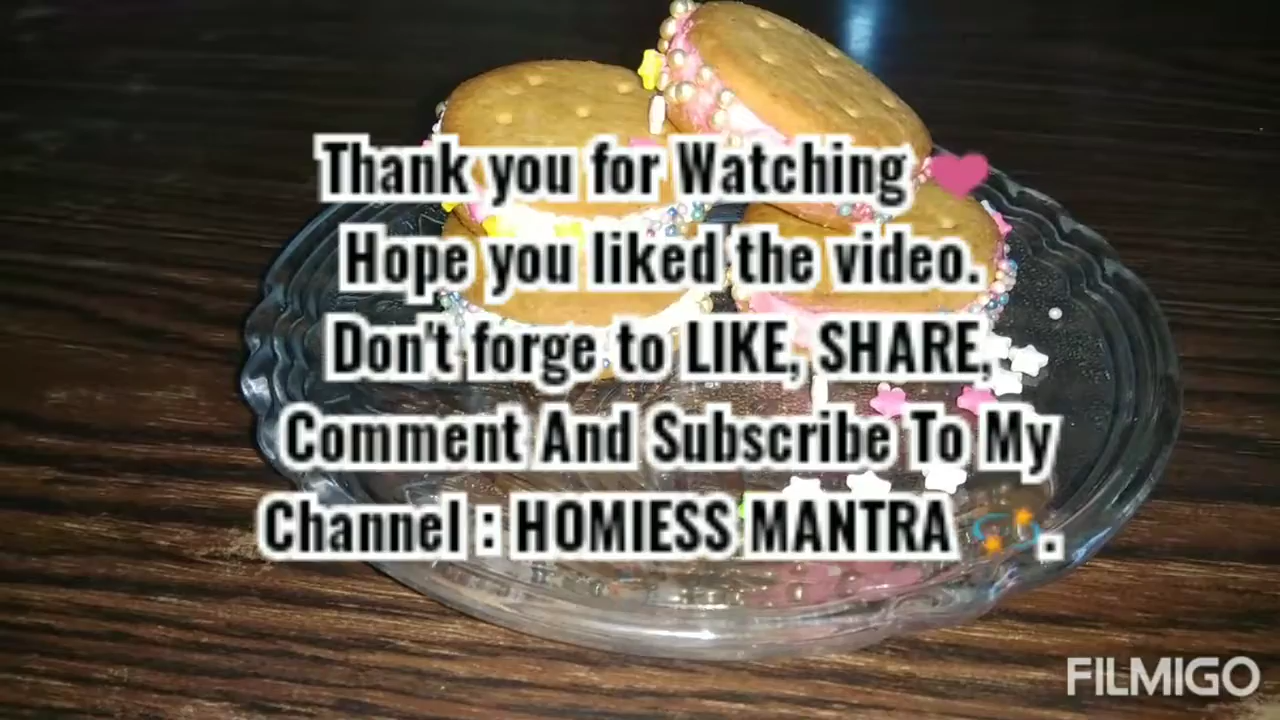 Thank you for Watching 💗
Hope you liked the video.
Don't forge to LIKE, SHARE,
Comment And Subscribe To My
Channel : HOMIESS MANTRA 💫 .
FILMIGO